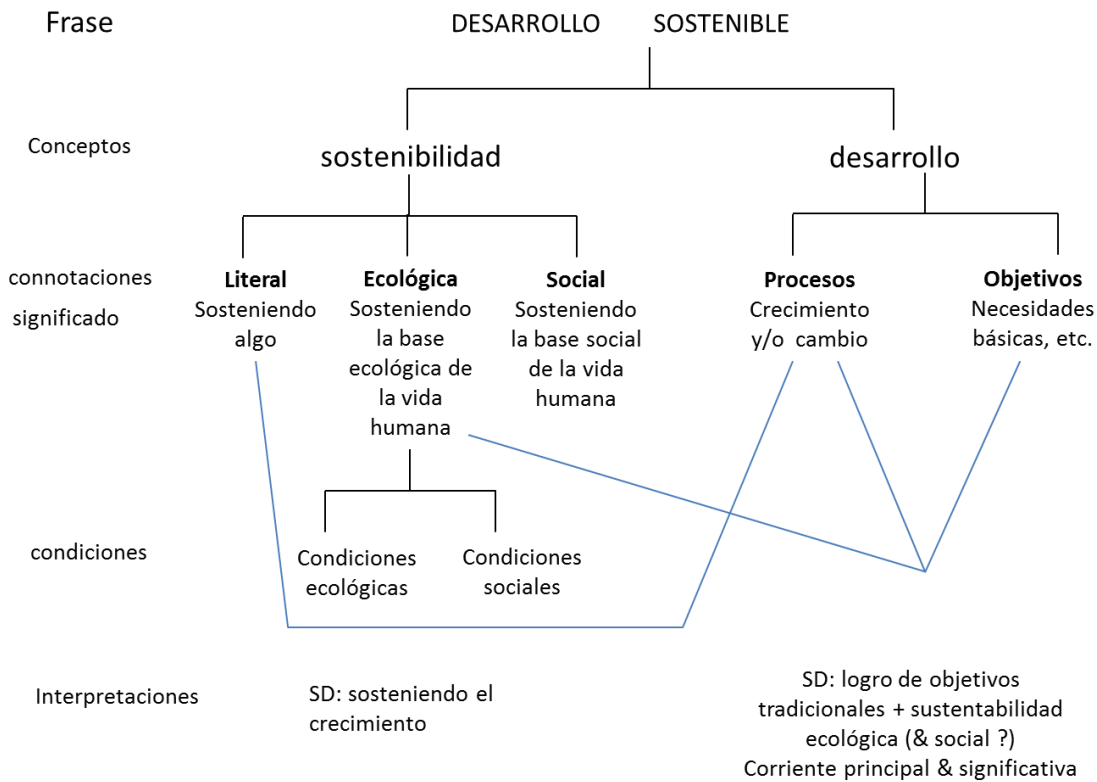 Frase
DESARROLLO SOSTENIBLE
Conceptos
sostenibilidad
desarrollo
connotaciones
significado
Literal
Sosteniendo
algo
Ecológica
Sosteniendo
la base
ecológica de
la vida
humana
Social
Sosteniendo
la base social
de la vida
humana
Procesos
Crecimiento
y/o cambio
Objetivos
Necesidades
básicas, etc.
condiciones
Condiciones
ecológicas
Condiciones
sociales
Interpretaciones
SD: sosteniendo el
crecimiento
SD: logro de objetivos
tradicionales + sustentabilidad
ecológica (& social ?)
Corriente principal & significativa